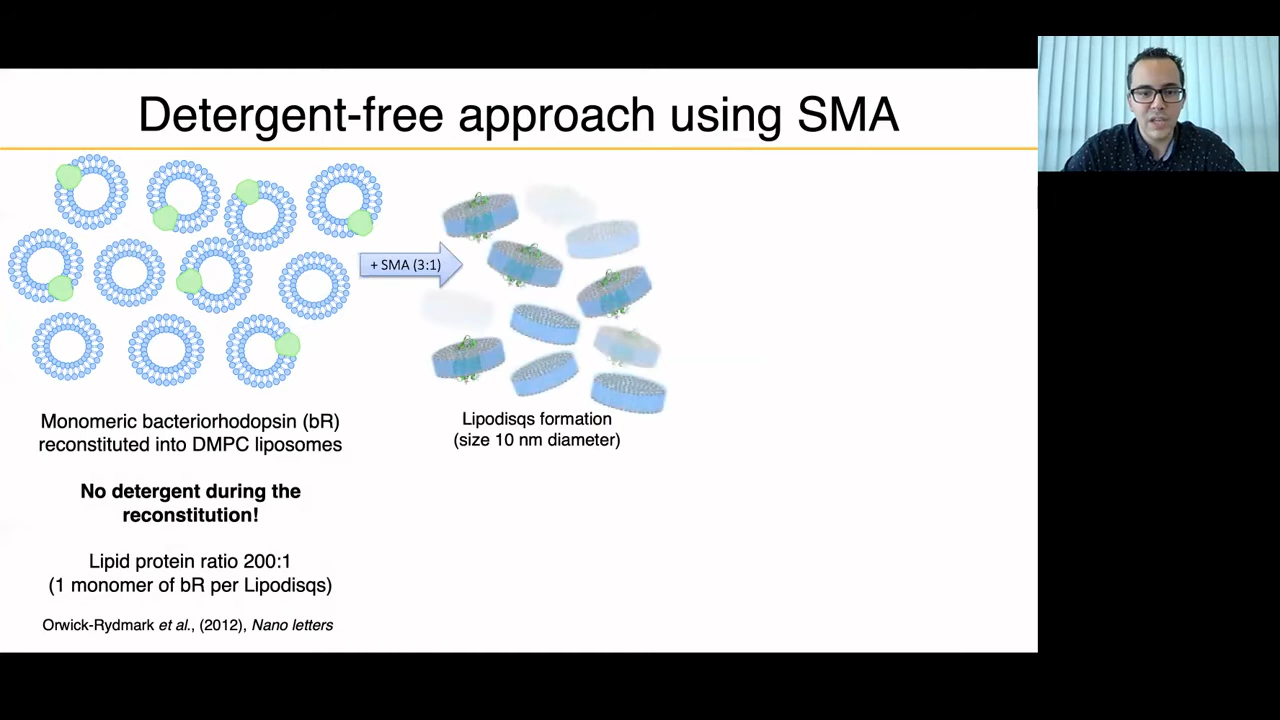 Detergent-free approach using SMA
+ SMA (3:1)
Monomeric bacteriorhodopsin (bR)
reconstituted into DMPC liposomes
Lipodisqs formation
(size 10 nm diameter)
No detergent during the
reconstitution!
Lipid protein ratio 200:1
(1 monomer of bR per Lipodisqs)
Orwick-Rydmark et al., (2012), Nano letters